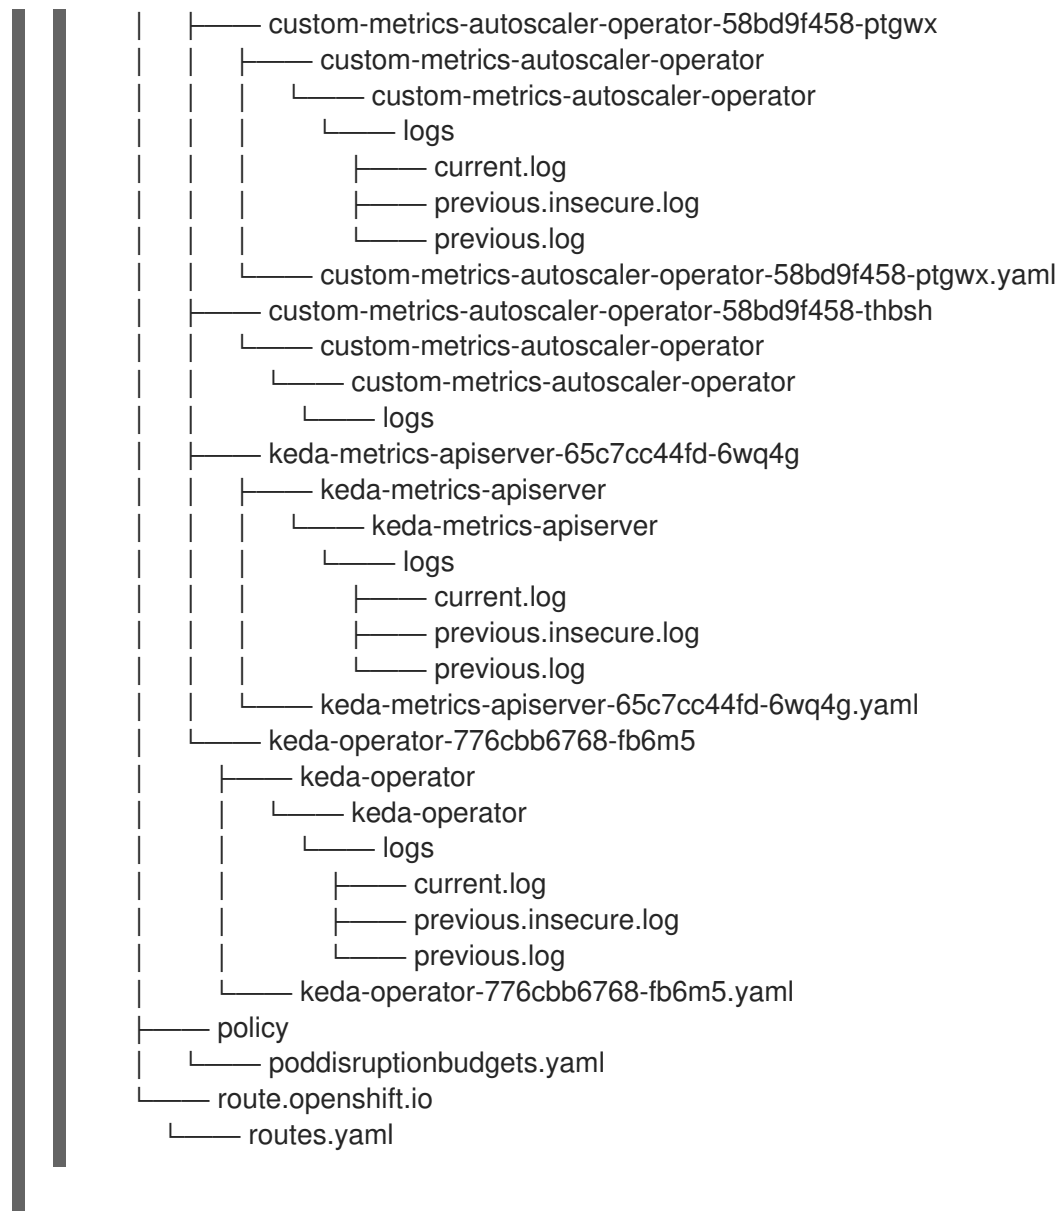 │   ├── custom-metrics-autoscaler-operator-58bd9f458-ptgwx
│   │   ├── custom-metrics-autoscaler-operator
│   │   │   └── custom-metrics-autoscaler-operator
│   │   │       └── logs
│   │   │           ├── current.log
│   │   │           ├── previous.insecure.log
│   │   │           └── previous.log
│   │   └── custom-metrics-autoscaler-operator-58bd9f458-ptgwx.yaml
│   ├── custom-metrics-autoscaler-operator-58bd9f458-thbsh
│   │   └── custom-metrics-autoscaler-operator
│   │       └── custom-metrics-autoscaler-operator
│   │           └── logs
│   ├── keda-metrics-apiserver-65c7cc44fd-6wq4g
│   │   ├── keda-metrics-apiserver
│   │   │   └── keda-metrics-apiserver
│   │   │       └── logs
│   │   │           ├── current.log
│   │   │           ├── previous.insecure.log
│   │   │           └── previous.log
│   │   └── keda-metrics-apiserver-65c7cc44fd-6wq4g.yaml
│   └── keda-operator-776cbb6768-fb6m5
│       ├── keda-operator
│       │   └── keda-operator
│       │       └── logs
│       │           ├── current.log
│       │           ├── previous.insecure.log
│       │           └── previous.log
│       └── keda-operator-776cbb6768-fb6m5.yaml
├── policy
│   └── poddisruptionbudgets.yaml
└── route.openshift.io
    └── routes.yaml